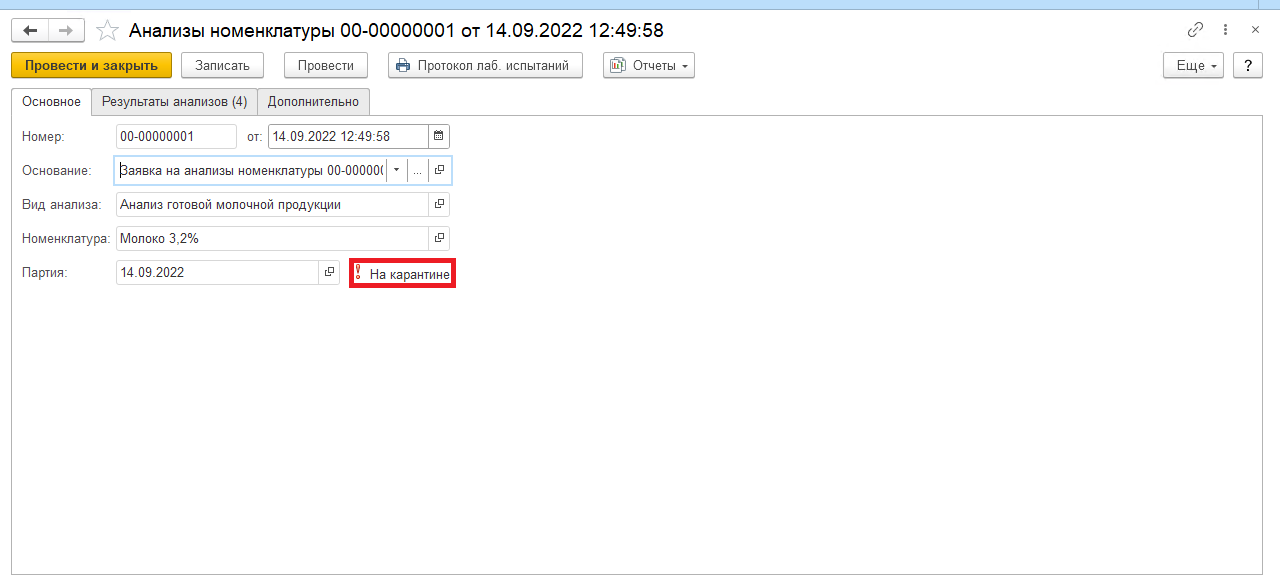 Анализы номенклатуры 00-00000001 от 14.09.2022 12:49:58
Провести и закрыть Записать Провести Протокол лаб. испытаний Отчеты Еще ?
Основное Результаты анализов (4) Дополнительно
Номер: 00-00000001 от: 14.09.2022 12:49:58
Основание: Заявка на анализы номенклатуры 00-000000 ...
Вид анализа: Анализ готовой молочной продукции
Номенклатура: Молоко 3,2%
Партия: 14.09.2022 На карантине